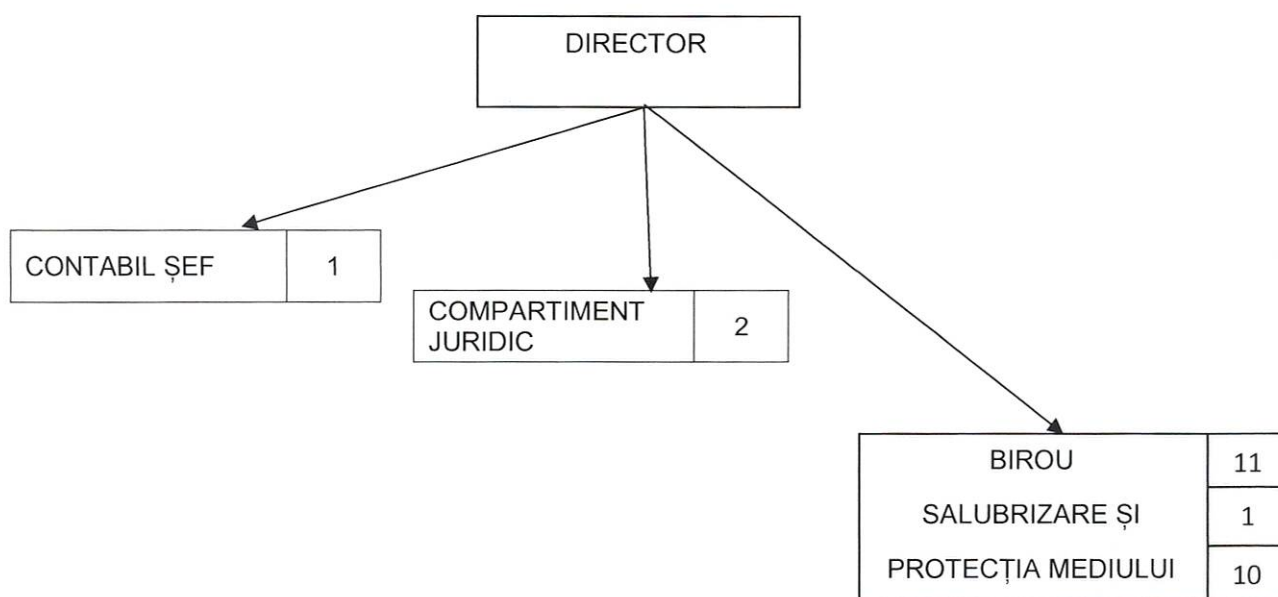 DIRECTOR
CONTABIL ȘEF 1
COMPARTIMENT
JURIDIC 2
BIROU 11
SALUBRIZARE ȘI 1
PROTECȚIA MEDIULUI 10